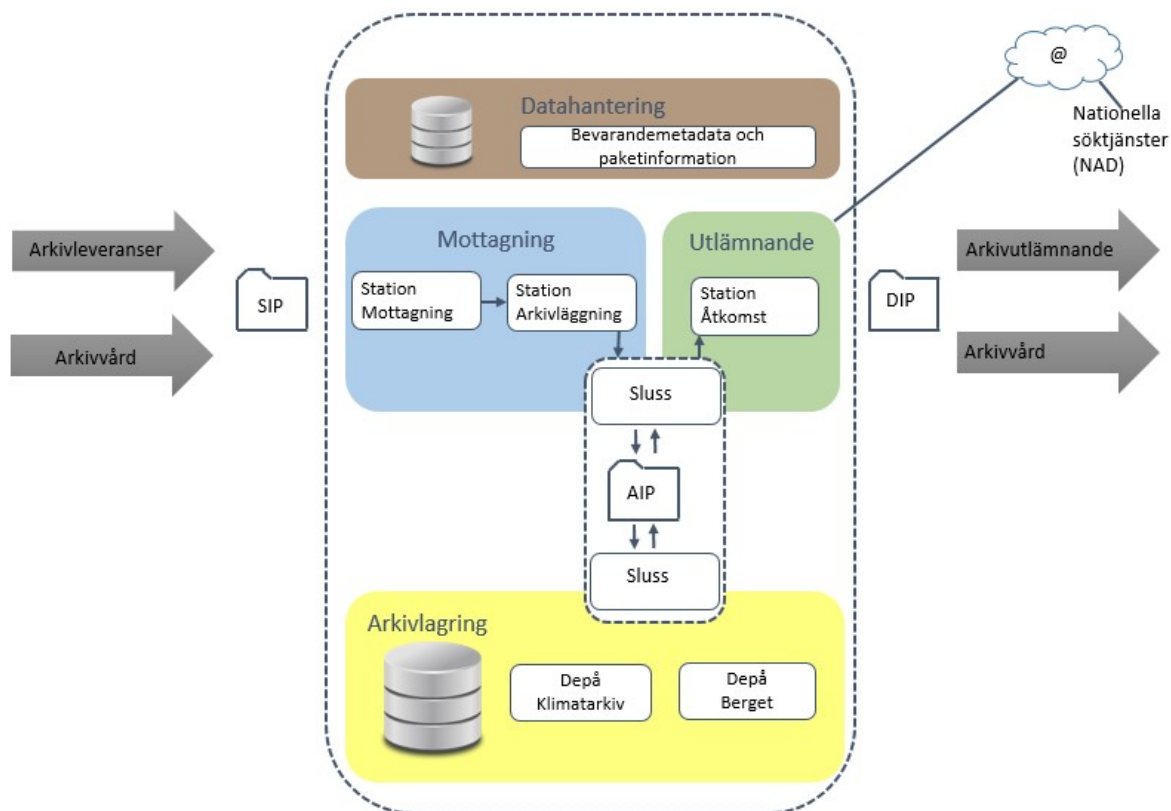 @
Nationella
söktjänster
(NAD)
Datahantering
Bevarandemetadata och
paketinformation
Arkivleveranser
Arkivvård
SIP
Mottagning
Station
Mottagning
Station
Arkivläggning
Utlämnande
Station
Åtkomst
DIP
Arkivutlämnande
Arkivvård
Sluss
AIP
Sluss
Arkivlagring
Depå
Klimatarkiv
Depå
Berget